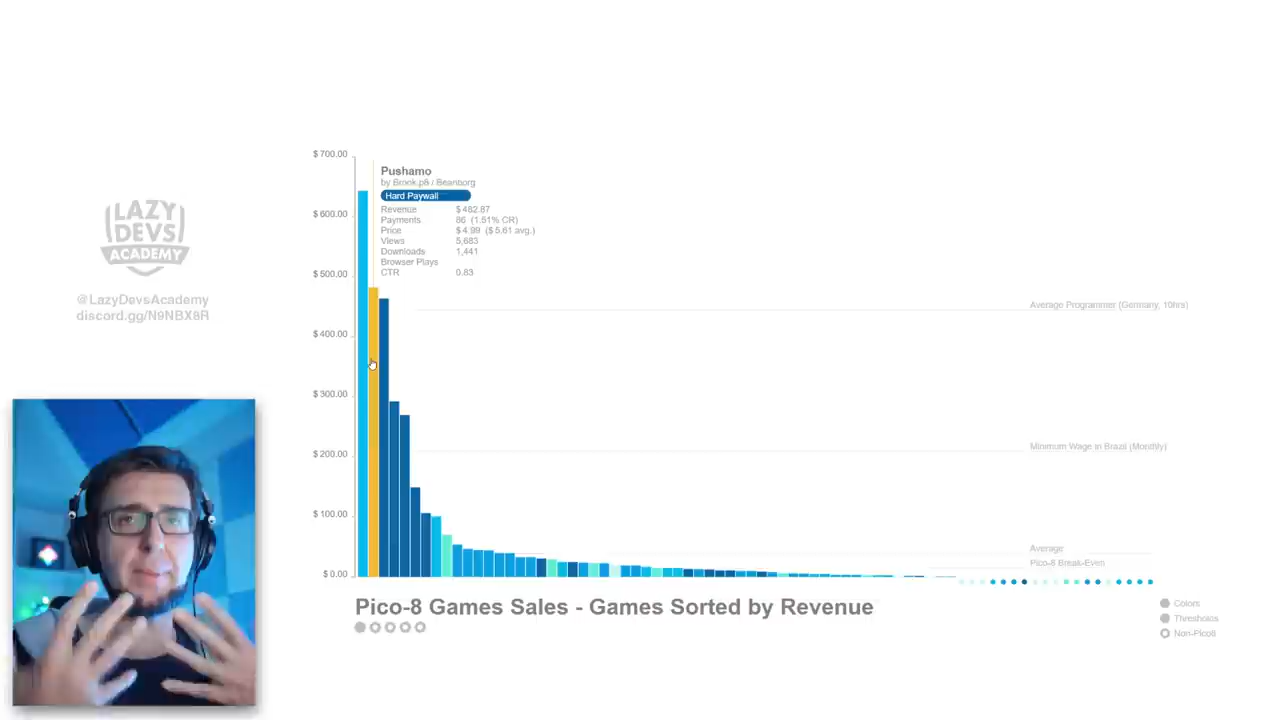 LAZY
DEVS
ACADEMY
@LazyDevsAcademy
discord.gg/N9NBX8R
$ 700.00
$ 600.00
$ 500.00
$ 400.00
$ 300.00
$ 200.00
$ 100.00
$ 0.00
Pushamo
by Brook.p8 / Beanborg
Hard Paywall
Revenue $ 482.87
Payments 86 (1.51% CR)
Price $ 4.99 ($ 5.61 avg.)
Views 5,683
Downloads 1,441
Browser Plays
CTR 0.83
Average Programmer (Germany, 10hrs)
Minimum Wage in Brazil (Monthly)
Average
Pico-8 Break-Even
Pico-8 Games Sales - Games Sorted by Revenue
Colors
Thresholds
Non-Pico8